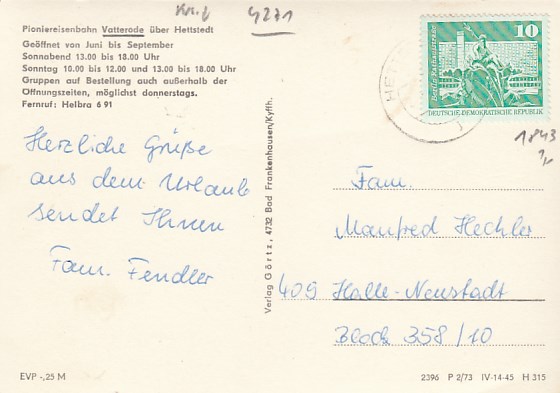 4271
Pioniereisenbahn Vatterode über Hettstedt
Geöffnet von Juni bis September
Sonnabend 13.00 bis 18.00 Uhr
Sonntag 10.00 bis 12.00 und 13.00 bis 18.00 Uhr
Gruppen auf Bestellung auch außerhalb der
Öffnungszeiten, möglichst donnerstags.
Fernruf: Helbra 6 91
10
DEUTSCHE DEMOKRATISCHE REPUBLIK
HET
1843
Herzliche Grüße
aus dem Urlaub
sendet Ihnen
Fam. Fendler
Verlag Görtz, 4732 Bad Frankenhausen/Kyffh.
Fam.
Manfred Hechler
409 Halle-Neustadt
Block 358/10
EVP -,25 M
2396 P 2/73 IV-14-45 H 315